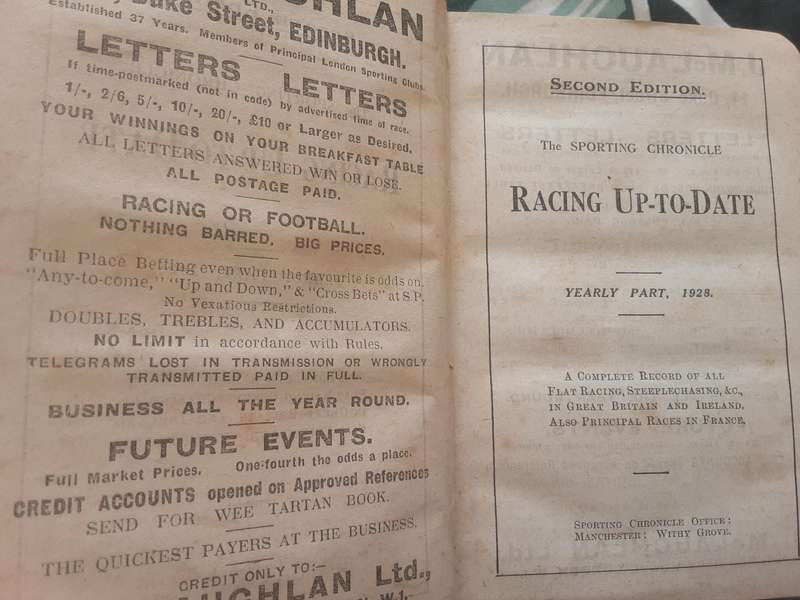 LTD.,
Duke Street, EDINBURGH.
Established 37 Years. Members of Principal London Sporting Clubs.
LETTERS LETTERS
If time-postmarked (not in code) by advertised time of race.
1/-, 2/6, 5/-, 10/-, 20/-, £10 or Larger as Desired.
YOUR WINNINGS ON YOUR BREAKFAST TABLE
ALL LETTERS ANSWERED WIN OR LOSE.
ALL POSTAGE PAID.
RACING OR FOOTBALL.
NOTHING BARRED. BIG PRICES.
Full Place Betting even when the favourite is odds on.
"Any-to-come," "Up and Down," & "Cross Bets" at S.P.
No Vexatious Restrictions.
DOUBLES, TREBLES, AND ACCUMULATORS.
NO LIMIT in accordance with Rules.
TELEGRAMS LOST IN TRANSMISSION OR WRONGLY
TRANSMITTED PAID IN FULL.
BUSINESS ALL THE YEAR ROUND.
FUTURE EVENTS.
Full Market Prices. One-fourth the odds a place.
CREDIT ACCOUNTS opened on Approved References
SEND FOR WEE TARTAN BOOK.
THE QUICKEST PAYERS AT THE BUSINESS.
CREDIT ONLY TO:-
Ltd.,
W.1.
SECOND EDITION.
The SPORTING CHRONICLE
RACING UP-TO-DATE
YEARLY PART, 1928.
A COMPLETE RECORD OF ALL
FLAT RACING, STEEPLECHASING, &C.,
IN GREAT BRITAIN AND IRELAND,
ALSO PRINCIPAL RACES IN FRANCE.
SPORTING CHRONICLE OFFICE:
MANCHESTER: WITHY GROVE.